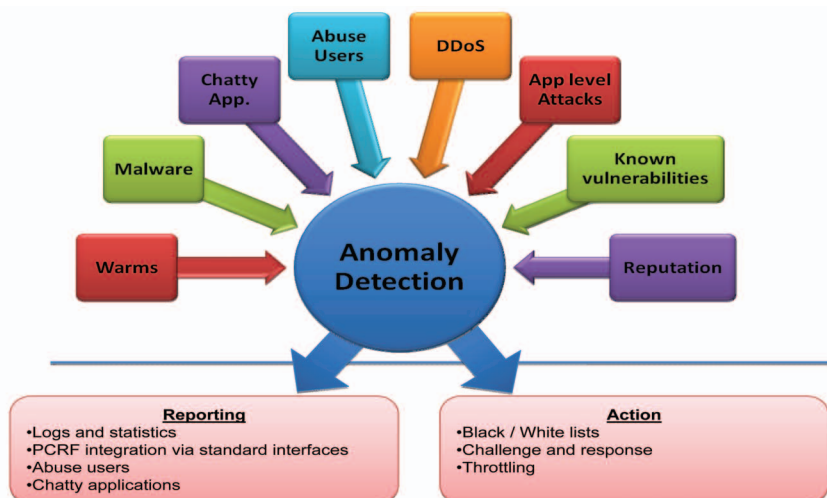 Abuse
Users
DDoS
Chatty
App.
App level
Attacks
Malware
Known
vulnerabilities
Warms
Anomaly
Detection
Reputation
Reporting
•Logs and statistics
•PCRF integration via standard interfaces
•Abuse users
•Chatty applications
Action
•Black / White lists
•Challenge and response
•Throttling